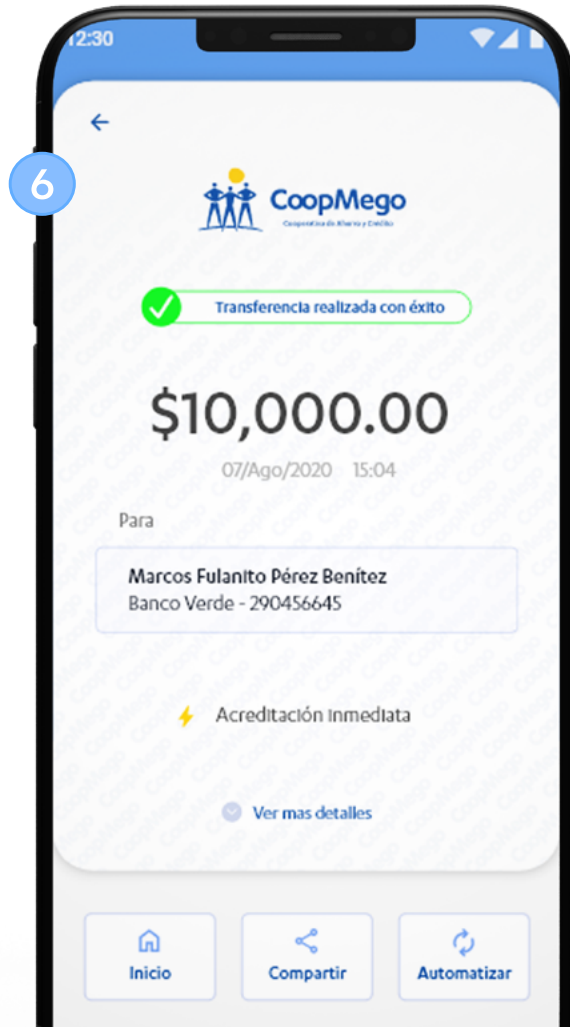 12:30
6
CoopMego
Cooperativa de Ahorro y Crédito
Transferencia realizada con éxito
$10,000.00
07/Ago/2020 15:04
Para
Marcos Fulanito Pérez Benítez
Banco Verde - 290456645
Acreditación Inmediata
Ver mas detalles
Inicio
Compartir
Automatizar